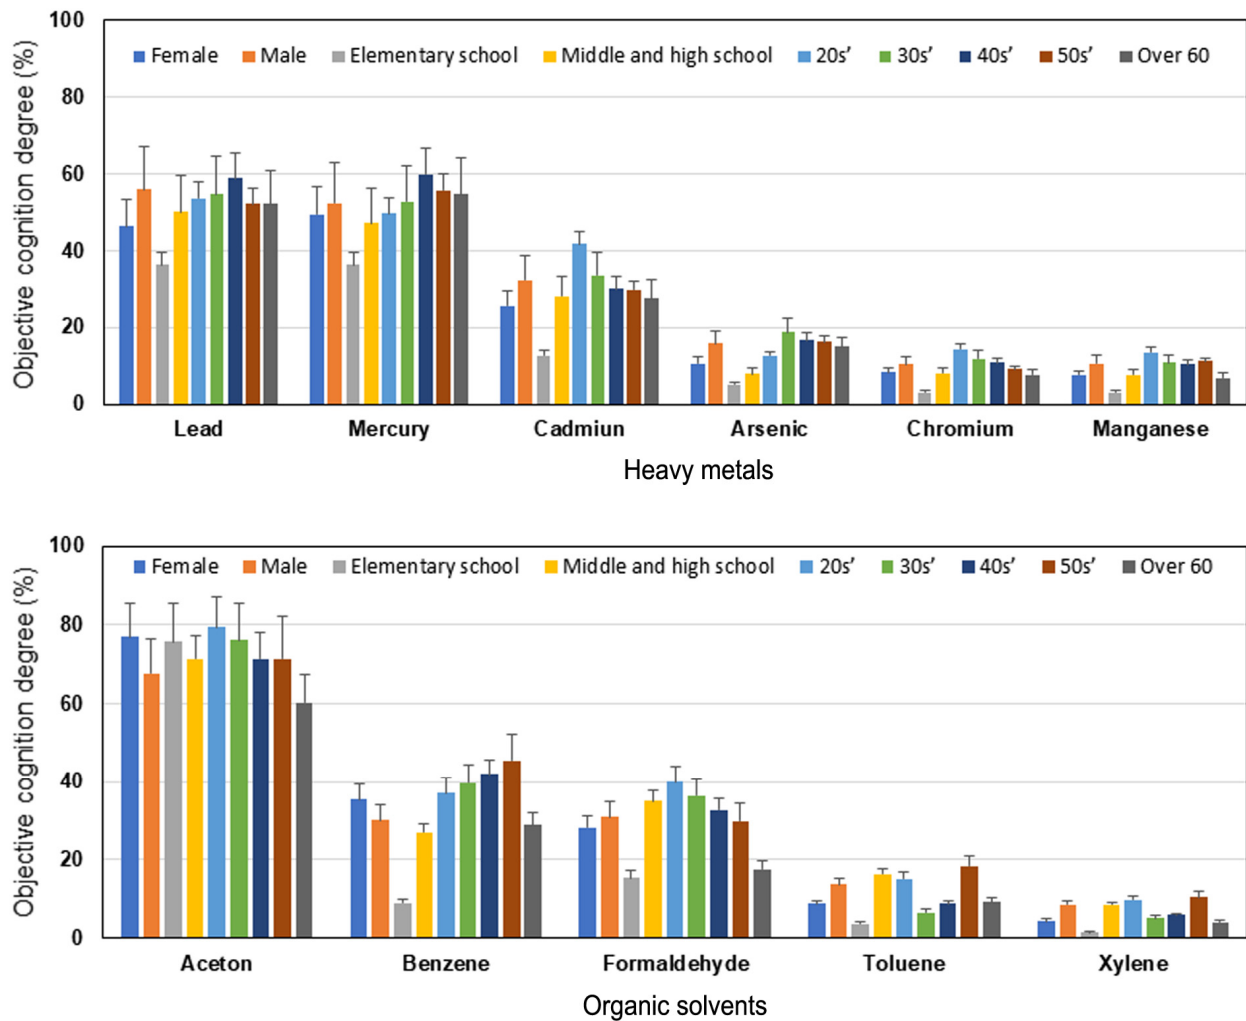 Objective cognition degree (%)
100
80
60
40
20
0
Female Male Elementary school Middle and high school 20s’ 30s’ 40s’ 50s’ Over 60
Lead Mercury Cadmiun Arsenic Chromium Manganese
Heavy metals
Objective cognition degree (%)
100
80
60
40
20
0
Female Male Elementary school Middle and high school 20s’ 30s’ 40s’ 50s’ Over 60
Aceton Benzene Formaldehyde Toluene Xylene
Organic solvents